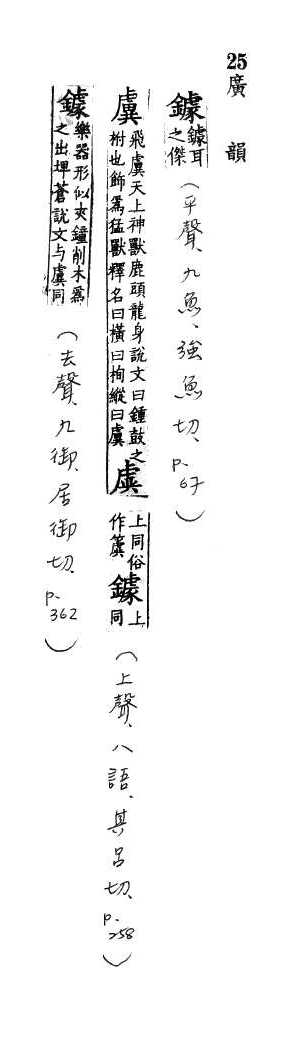 25
廣韻
鐻鐻耳之傑（平聲、九魚、強魚切、p.67）
虡飛虡天上神獸鹿頭龍身說文曰鍾鼓之柎也飾爲猛獸釋名曰橫曰栒縱曰虡 虡上同俗作簴 鐻上同（上聲、八語、其呂切、p.258）
鐻樂器形似夾鐘削木爲之出埤蒼說文与虡同（去聲、九御、居御切、p.362）